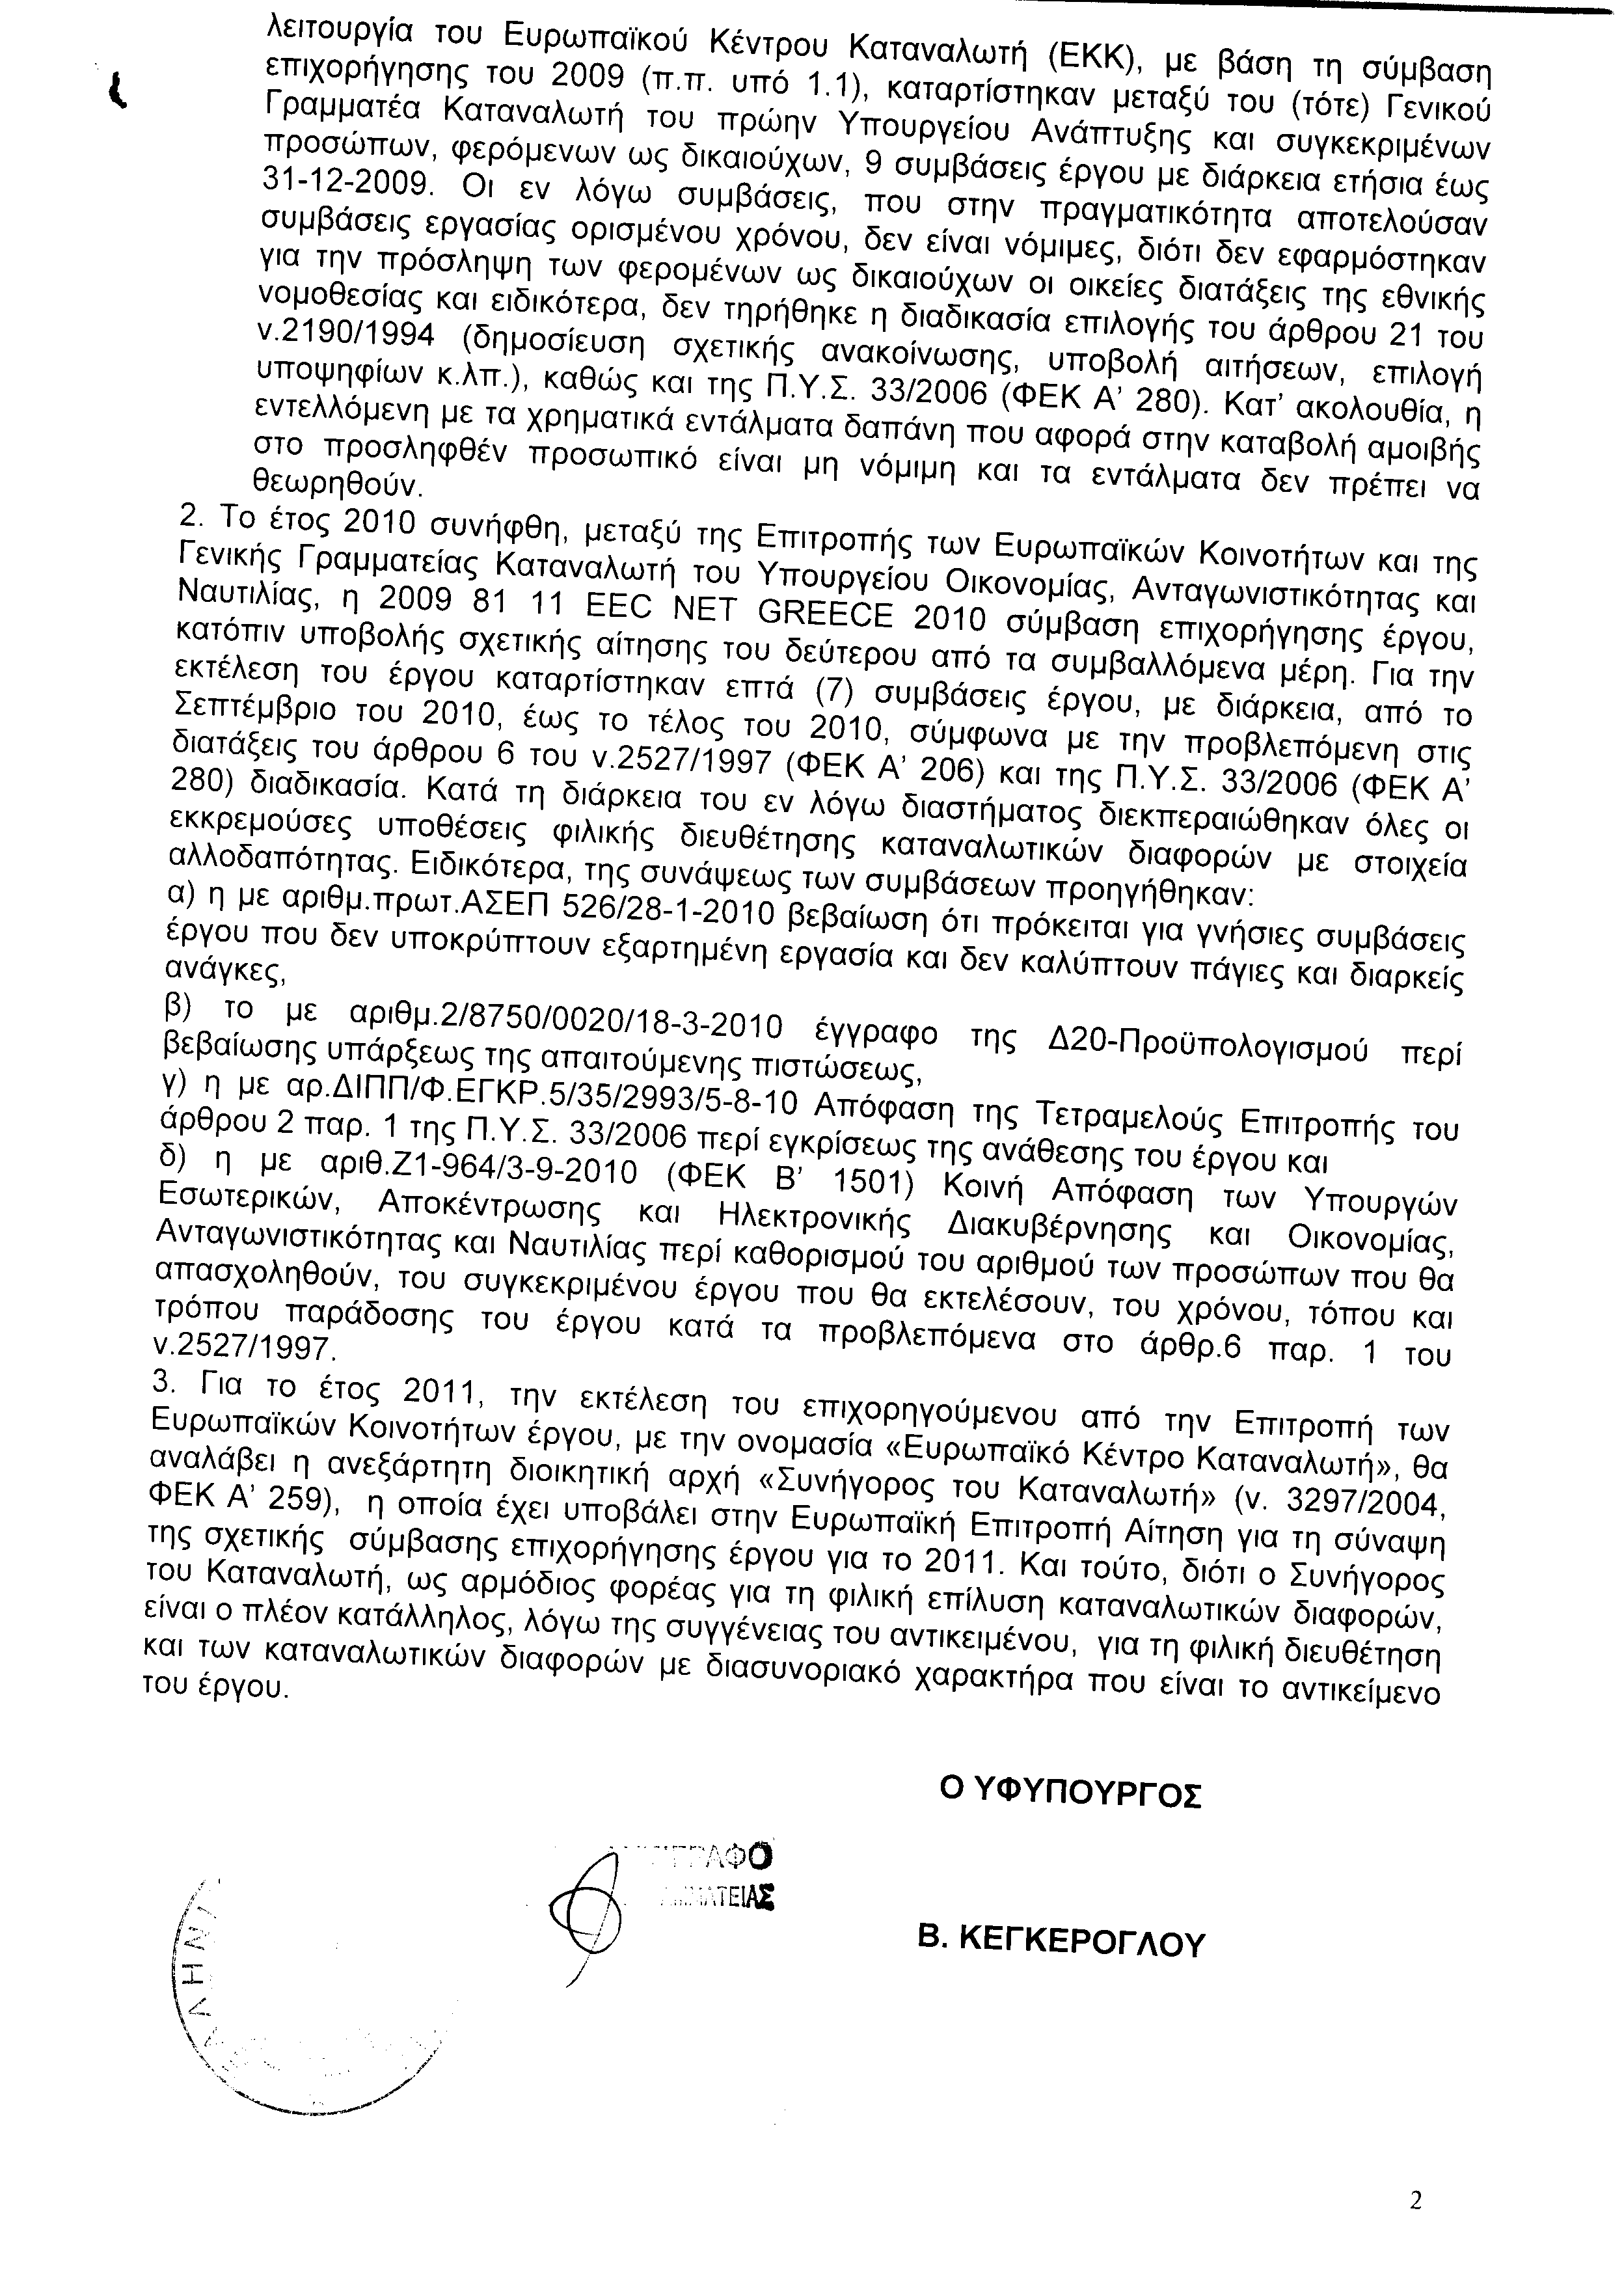 λειτουργία του Ευρωπαϊκού Κέντρου Καταναλωτή (ΕΚΚ), με βάση τη σύμβαση
επιχορήγησης του 2009 (π.π. υπό 1.1), καταρτίστηκαν μεταξύ του (τότε) Γενικού
Γραμματέα Καταναλωτή του πρώην Υπουργείου Ανάπτυξης και συγκεκριμένων
προσώπων, φερόμενων ως δικαιούχων, 9 συμβάσεις έργου με διάρκεια ετήσια έως
31-12-2009. Οι εν λόγω συμβάσεις, που στην πραγματικότητα αποτελούσαν
συμβάσεις εργασίας ορισμένου χρόνου, δεν είναι νόμιμες, διότι δεν εφαρμόστηκαν
για την πρόσληψη των φερομένων ως δικαιούχων οι οικείες διατάξεις της εθνικής
νομοθεσίας και ειδικότερα, δεν τηρήθηκε η διαδικασία επιλογής του άρθρου 21 του
ν.2190/1994 (δημοσίευση σχετικής ανακοίνωσης, υποβολή αιτήσεων, επιλογή
υποψηφίων κ.λπ.), καθώς και της Π.Υ.Σ. 33/2006 (ΦΕΚ Α' 280). Κατ' ακολουθία, η
εντελλόμενη με τα χρηματικά εντάλματα δαπάνη που αφορά στην καταβολή αμοιβής
στο προσληφθέν προσωπικό είναι μη νόμιμη και τα εντάλματα δεν πρέπει να
θεωρηθούν.
2. Το έτος 2010 συνήφθη, μεταξύ της Επιτροπής των Ευρωπαϊκών Κοινοτήτων και της
Γενικής Γραμματείας Καταναλωτή του Υπουργείου Οικονομίας, Ανταγωνιστικότητας και
Ναυτιλίας, η 2009 81 11 EEC NET GREECE 2010 σύμβαση επιχορήγησης έργου,
κατόπιν υποβολής σχετικής αίτησης του δεύτερου από τα συμβαλλόμενα μέρη. Για την
εκτέλεση του έργου καταρτίστηκαν επτά (7) συμβάσεις έργου, με διάρκεια, από το
Σεπτέμβριο του 2010, έως το τέλος του 2010, σύμφωνα με την προβλεπόμενη στις
διατάξεις του άρθρου 6 του ν.2527/1997 (ΦΕΚ Α' 206) και της Π.Υ.Σ. 33/2006 (ΦΕΚ Α'
280) διαδικασία. Κατά τη διάρκεια του εν λόγω διαστήματος διεκπεραιώθηκαν όλες οι
εκκρεμούσες υποθέσεις φιλικής διευθέτησης καταναλωτικών διαφορών με στοιχεία
αλλοδαπότητας. Ειδικότερα, της συνάψεως των συμβάσεων προηγήθηκαν:
α) η με αριθμ.πρωτ.ΑΣΕΠ 526/28-1-2010 βεβαίωση ότι πρόκειται για γνήσιες συμβάσεις
έργου που δεν υποκρύπτουν εξαρτημένη εργασία και δεν καλύπτουν πάγιες και διαρκείς
ανάγκες,
β) το με αριθμ.2/8750/0020/18-3-2010 έγγραφο της Δ20-Προϋπολογισμού περί
βεβαίωσης υπάρξεως της απαιτούμενης πιστώσεως,
γ) η με αρ.ΔΙΠΠ/Φ.ΕΓΚΡ.5/35/2993/5-8-10 Απόφαση της Τετραμελούς Επιτροπής του
άρθρου 2 παρ. 1 της Π.Υ.Σ. 33/2006 περί εγκρίσεως της ανάθεσης του έργου και
δ) η με αριθ.Ζ1-964/3-9-2010 (ΦΕΚ Β' 1501) Κοινή Απόφαση των Υπουργών
Εσωτερικών, Αποκέντρωσης και Ηλεκτρονικής Διακυβέρνησης και Οικονομίας,
Ανταγωνιστικότητας και Ναυτιλίας περί καθορισμού του αριθμού των προσώπων που θα
απασχοληθούν, του συγκεκριμένου έργου που θα εκτελέσουν, του χρόνου, τόπου και
τρόπου παράδοσης του έργου κατά τα προβλεπόμενα στο άρθρ.6 παρ. 1 του
ν.2527/1997.
3. Για το έτος 2011, την εκτέλεση του επιχορηγούμενου από την Επιτροπή των
Ευρωπαϊκών Κοινοτήτων έργου, με την ονομασία «Ευρωπαϊκό Κέντρο Καταναλωτή», θα
αναλάβει η ανεξάρτητη διοικητική αρχή «Συνήγορος του Καταναλωτή» (ν. 3297/2004,
ΦΕΚ Α' 259), η οποία έχει υποβάλει στην Ευρωπαϊκή Επιτροπή Αίτηση για τη σύναψη
της σχετικής σύμβασης επιχορήγησης έργου για το 2011. Και τούτο, διότι ο Συνήγορος
του Καταναλωτή, ως αρμόδιος φορέας για τη φιλική επίλυση καταναλωτικών διαφορών,
είναι ο πλέον κατάλληλος, λόγω της συγγένειας του αντικειμένου, για τη φιλική διευθέτηση
και των καταναλωτικών διαφορών με διασυνοριακό χαρακτήρα που είναι το αντικείμενο
του έργου.
Ο ΥΦΥΠΟΥΡΓΟΣ
Β. ΚΕΓΚΕΡΟΓΛΟΥ
2